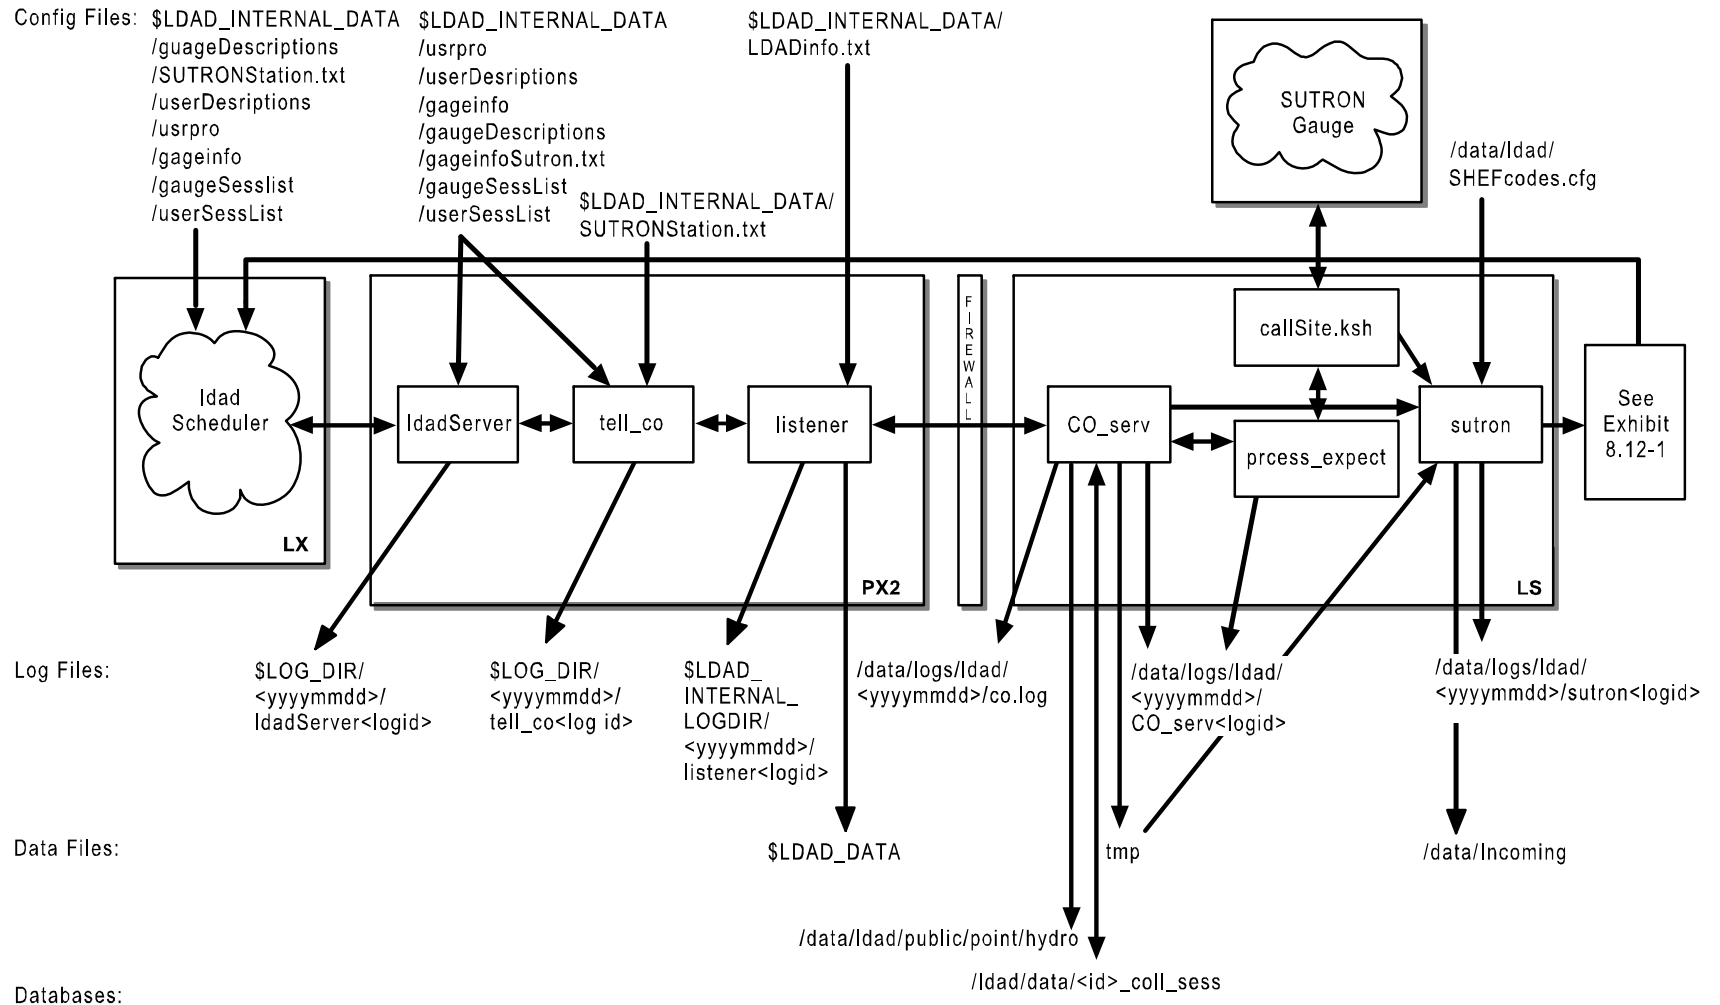 Config Files:
$LDAD_INTERNAL_DATA
/guageDescriptions
/SUTRONStation.txt
/userDesriptions
/usrpro
/gageinfo
/gaugeSesslist
/userSessList
$LDAD_INTERNAL_DATA
/usrpro
/userDesriptions
/gageinfo
/gaugeDescriptions
/gageinfoSutron.txt
/gaugeSessList
/userSessList
$LDAD_INTERNAL_DATA/
SUTRONStation.txt
$LDAD_INTERNAL_DATA/
LDADinfo.txt
SUTRON
Gauge
/data/ldad/
SHEFcodes.cfg
ldad
Scheduler
LX
ldadServer
tell_co
listener
PX2
FIREWALL
callSite.ksh
CO_serv
prcess_expect
sutron
LS
See
Exhibit
8.12-1
Log Files:
$LOG_DIR/
<yyyymmdd>/
ldadServer<logid>
$LOG_DIR/
<yyyymmdd>/
tell_co<log id>
$LDAD_
INTERNAL_
LOGDIR/
<yyyymmdd>/
listener<logid>
/data/logs/ldad/
<yyyymmdd>/co.log
/data/logs/ldad/
<yyyymmdd>/
CO_serv<logid>
/data/logs/ldad/
<yyyymmdd>/sutron<logid>
Data Files:
$LDAD_DATA
tmp
/data/Incoming
/data/ldad/public/point/hydro
/ldad/data/<id>_coll_sess
Databases: